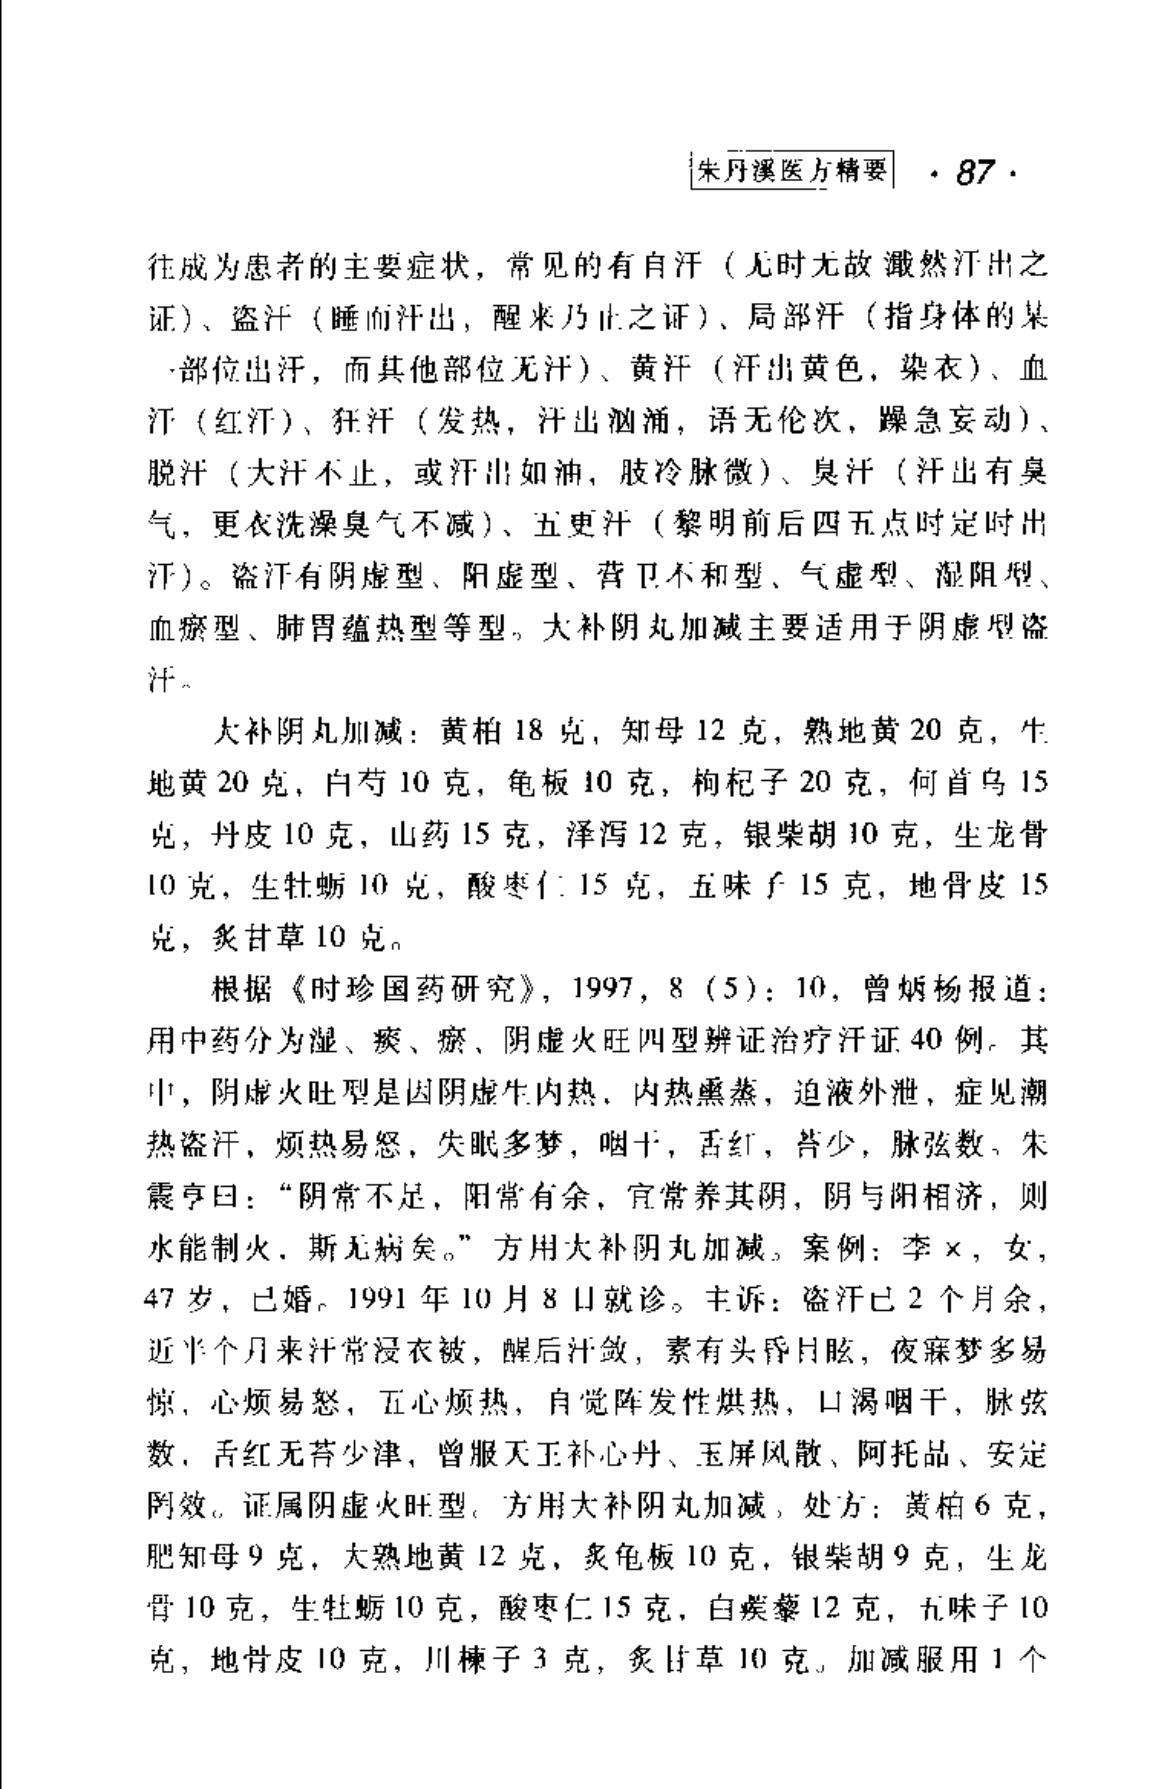 朱丹溪医方精要 · 87 ·
往成为患者的主要症状，常见的有自汗（无时无故濈然汗出之
证）、盗汗（睡而汗出，醒来乃止之证）、局部汗（指身体的某
一部位出汗，而其他部位无汗）、黄汗（汗出黄色，染衣）、血
汗（红汗）、狂汗（发热，汗出汹涌，语无伦次，躁急妄动）、
脱汗（大汗不止，或汗出如油，肢冷脉微）、臭汗（汗出有臭
气，更衣洗澡臭气不减）、五更汗（黎明前后四五点时定时出
汗）。盗汗有阴虚型、阳虚型、营卫不和型、气虚型、湿阻型、
血瘀型、肺胃蕴热型等型。大补阴丸加减主要适用于阴虚型盗
汗。
大补阴丸加减：黄柏 18 克，知母 12 克，熟地黄 20 克，生
地黄 20 克，白芍 10 克，龟板 10 克，枸杞子 20 克，何首乌 15
克，丹皮 10 克，山药 15 克，泽泻 12 克，银柴胡 10 克，生龙骨
10 克，生牡蛎 10 克，酸枣仁 15 克，五味子 15 克，地骨皮 15
克，炙甘草 10 克。
根据《时珍国药研究》，1997，8（5）：10，曾炳杨报道：
用中药分为湿、痰、瘀、阴虚火旺四型辨证治疗汗证 40 例。其
中，阴虚火旺型是因阴虚生内热，内热熏蒸，迫液外泄，症见潮
热盗汗，烦热易怒，失眠多梦，咽干，舌红，苔少，脉弦数。朱
震亨曰：“阴常不足，阳常有余，宜常养其阴，阴与阳相济，则
水能制火，斯无病矣。”方用大补阴丸加减。案例：李×，女，
47 岁，已婚。1991 年 10 月 8 日就诊。主诉：盗汗已 2 个月余，
近半个月来汗常浸衣被，醒后汗敛，素有头昏目眩，夜寐梦多易
惊，心烦易怒，五心烦热，自觉阵发性烘热，口渴咽干，脉弦
数，舌红无苔少津，曾服天王补心丹、玉屏风散、阿托品、安定
罔效。证属阴虚火旺型。方用大补阴丸加减。处方：黄柏 6 克，
肥知母 9 克，大熟地黄 12 克，炙龟板 10 克，银柴胡 9 克，生龙
骨 10 克，生牡蛎 10 克，酸枣仁 15 克，白蒺藜 12 克，五味子 10
克，地骨皮 10 克，川楝子 3 克，炙甘草 10 克。加减服用 1 个